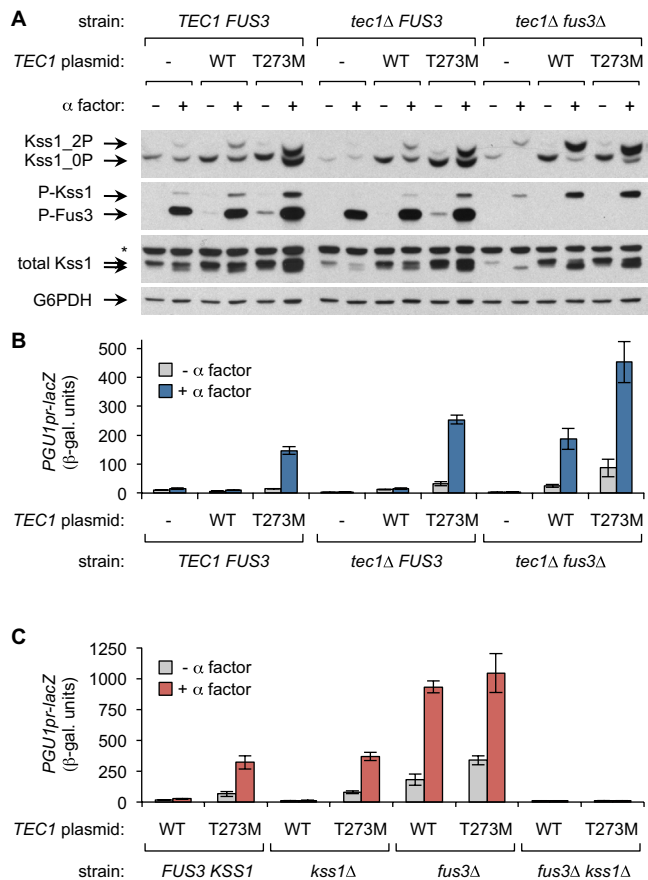 A
strain: TEC1 FUS3 tec1Δ FUS3 tec1Δ fus3Δ
TEC1 plasmid: - WT T273M - WT T273M - WT T273M
α factor: − + − + − + − + − + − + − + − + − +
Kss1_2P
Kss1_0P
P-Kss1
P-Fus3
*
total Kss1
G6PDH
B
PGU1pr-lacZ
(β-gal. units)
500
400
300
200
100
0
- α factor
+ α factor
TEC1 plasmid: - WT T273M - WT T273M - WT T273M
strain: TEC1 FUS3 tec1Δ FUS3 tec1Δ fus3Δ
C
PGU1pr-lacZ
(β-gal. units)
1250
1000
750
500
250
0
- α factor
+ α factor
TEC1 plasmid: WT T273M WT T273M WT T273M WT T273M
strain: FUS3 KSS1 kss1Δ fus3Δ fus3Δ kss1Δ